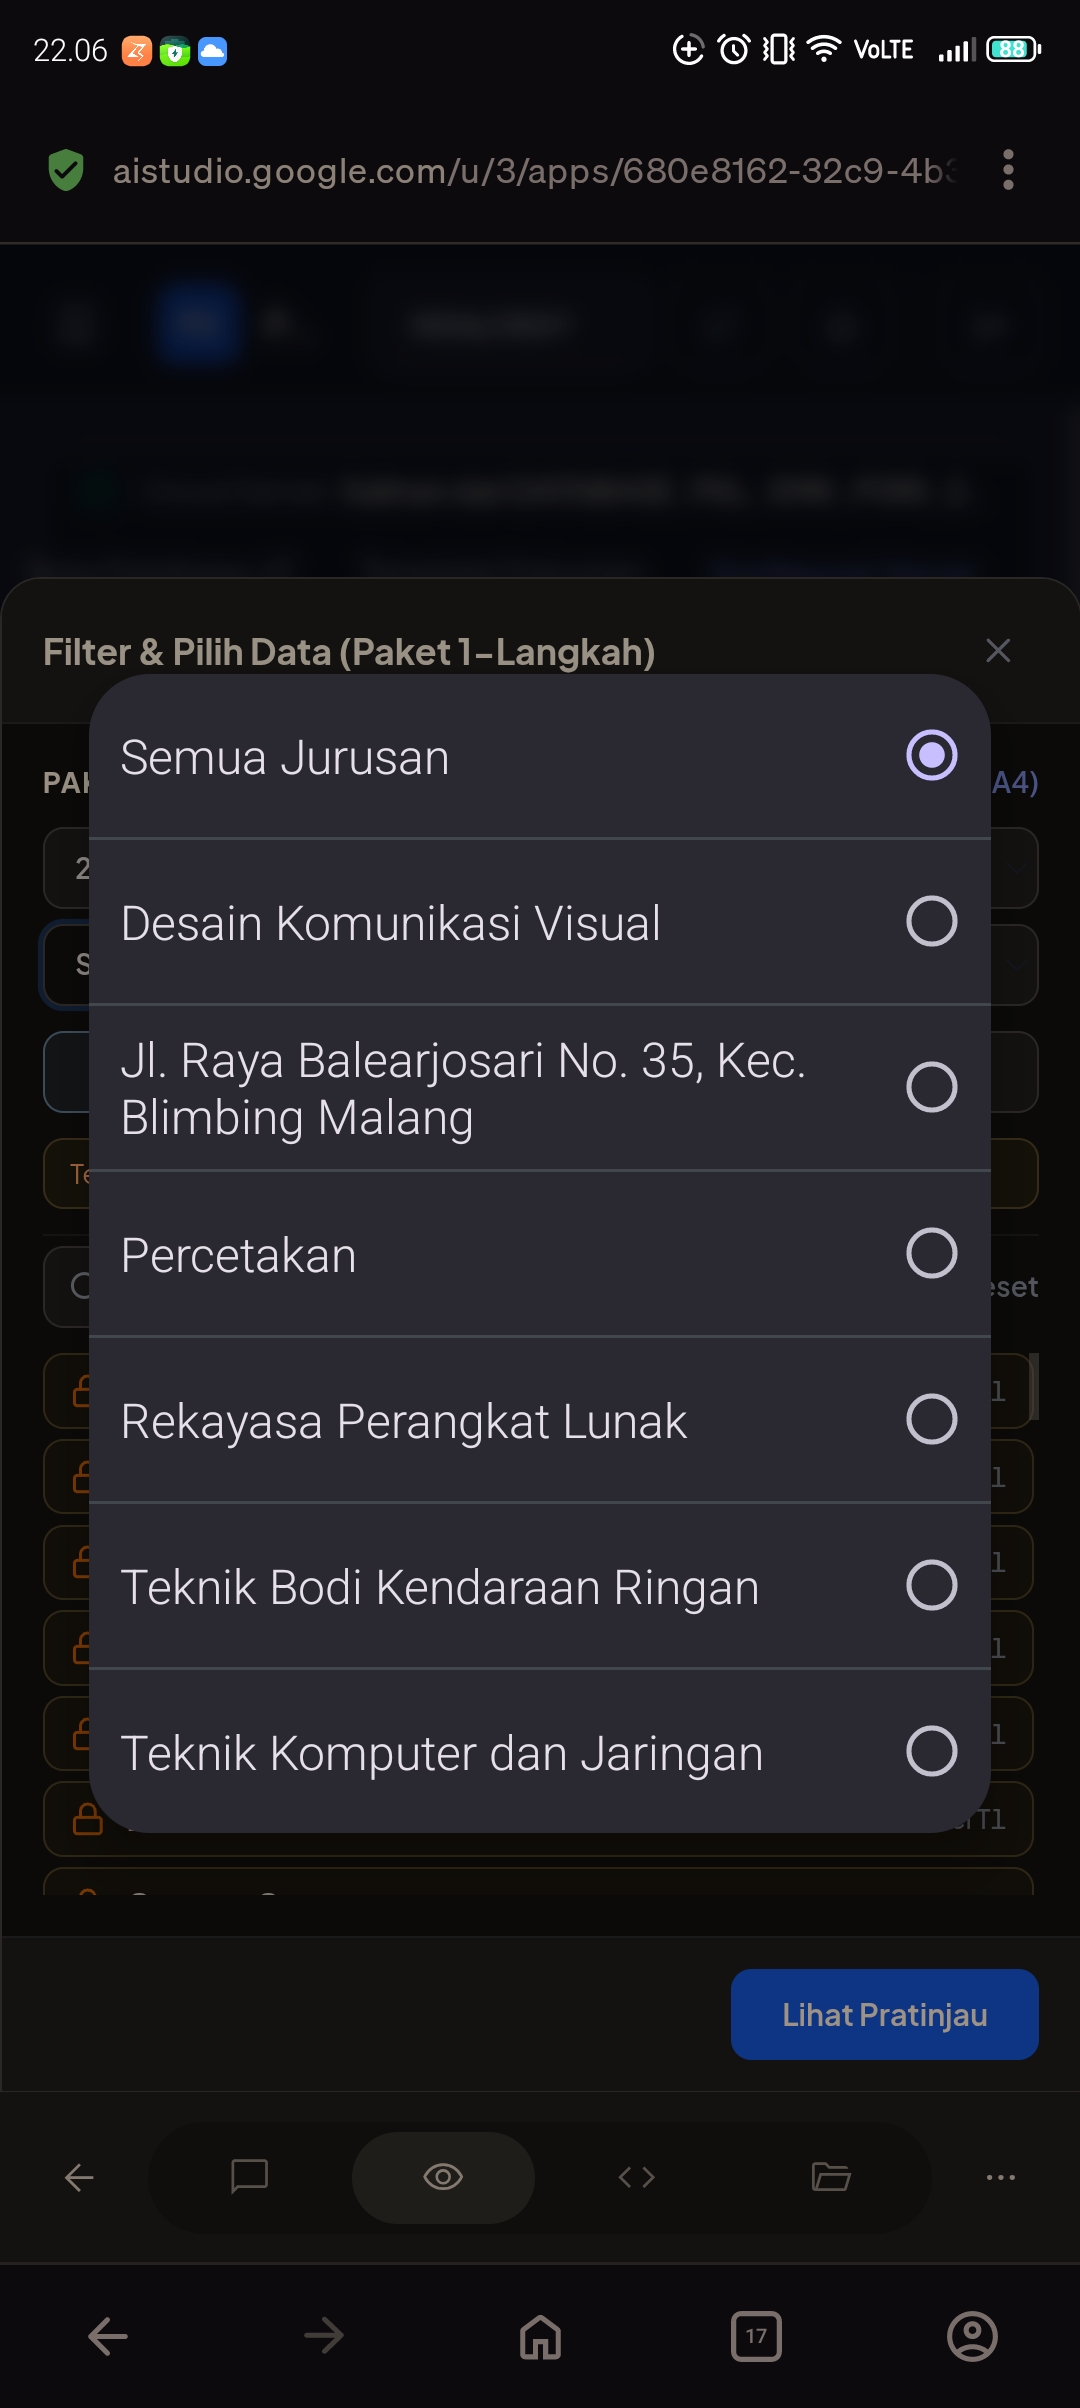 22.06
VoLTE
88
aistudio.google.com/u/3/apps/680e8162-32c9-4b
Filter & Pilih Data (Paket 1-Langkah)
A4)
Semua Jurusan
Desain Komunikasi Visual
Jl. Raya Balearjosari No. 35, Kec.
Blimbing Malang
Percetakan
Rekayasa Perangkat Lunak
Teknik Bodi Kendaraan Ringan
Teknik Komputer dan Jaringan
Lihat Pratinjau
17